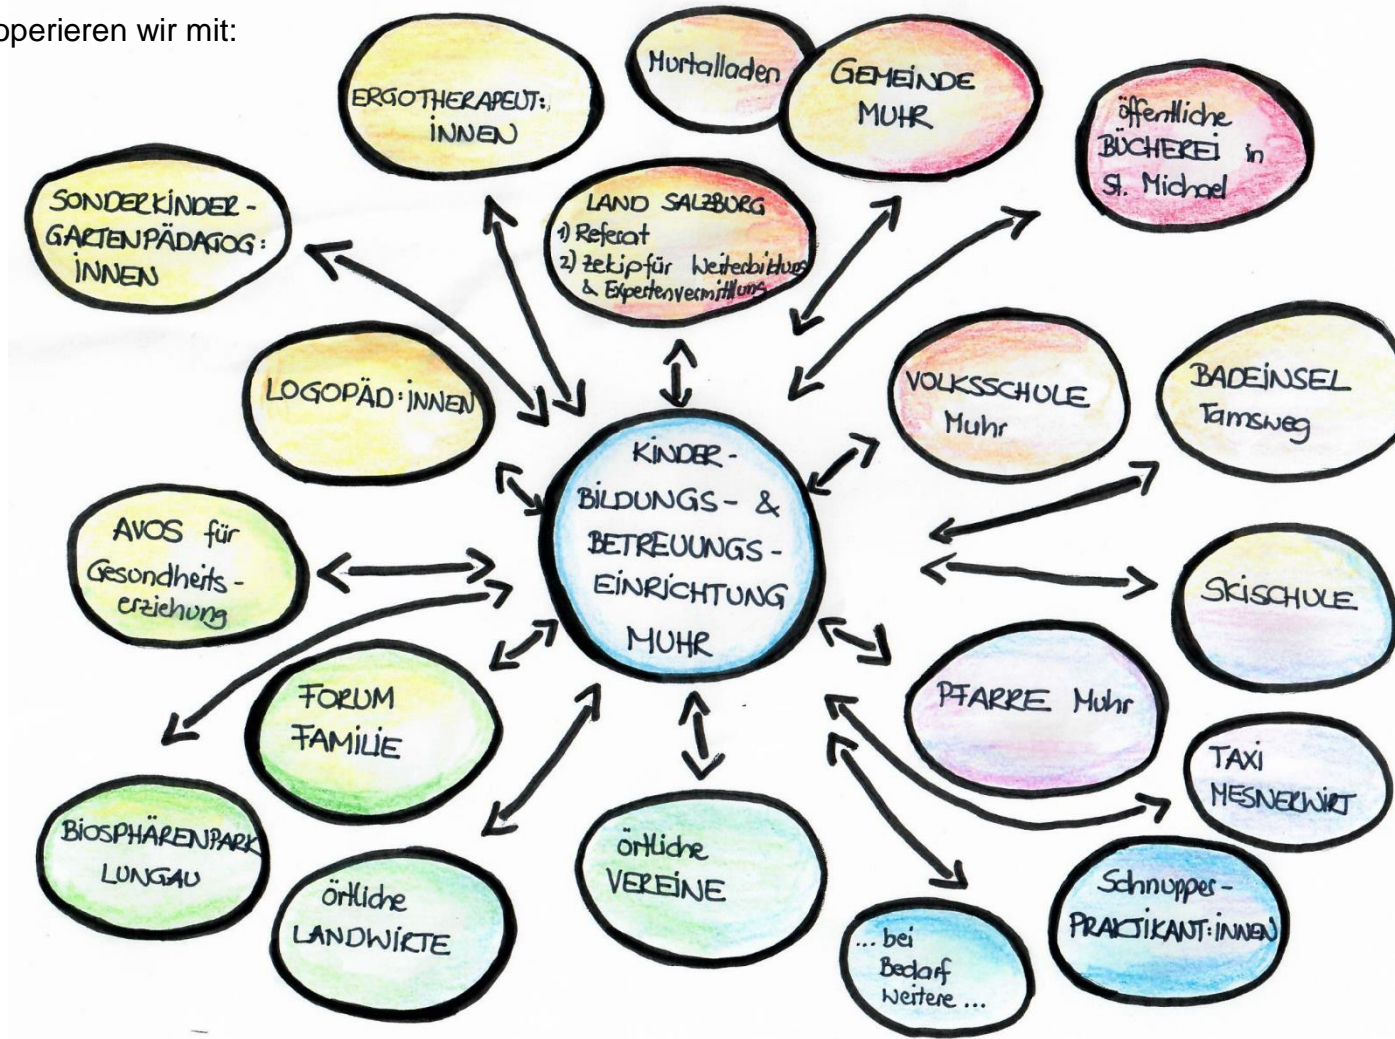 operieren wir mit:
ERGOTHERAPEUT:
INNEN
Murtalladen
GEMEINDE
MUHR
öffentliche
BÜCHEREI in
St. Michael
SONDERKINDER-
GARTENPÄDAGOG:
INNEN
LAND SALZBURG
1) Referat
2) Zekip für Weiterbildung
& Expertenvermittlung
LOGOPÄD:INNEN
VOLKSSCHULE
Muhr
BADEINSEL
Tamsweg
KINDER-
BILDUNGS- &
BETREUUNGS-
EINRICHTUNG
MUHR
AVOS für
Gesundheits-
erziehung
SKISCHULE
FORUM
FAMILIE
PFARRE Muhr
TAXI
MESNERWIRT
BIOSPHÄRENPARK
LUNGAU
örtliche
LANDWIRTE
örtliche
VEREINE
... bei
Bedarf
weitere ...
Schnupper-
PRAKTIKANT:INNEN